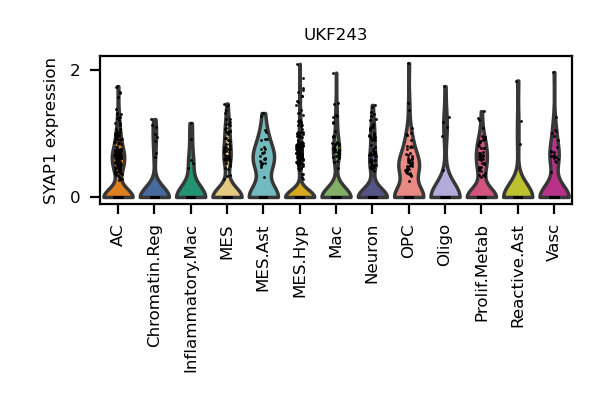 UKF243
SYAP1 expression
2
0
AC
Chromatin.Reg
Inflammatory.Mac
MES
MES.Ast
MES.Hyp
Mac
Neuron
OPC
Oligo
Prolif.Metab
Reactive.Ast
Vasc